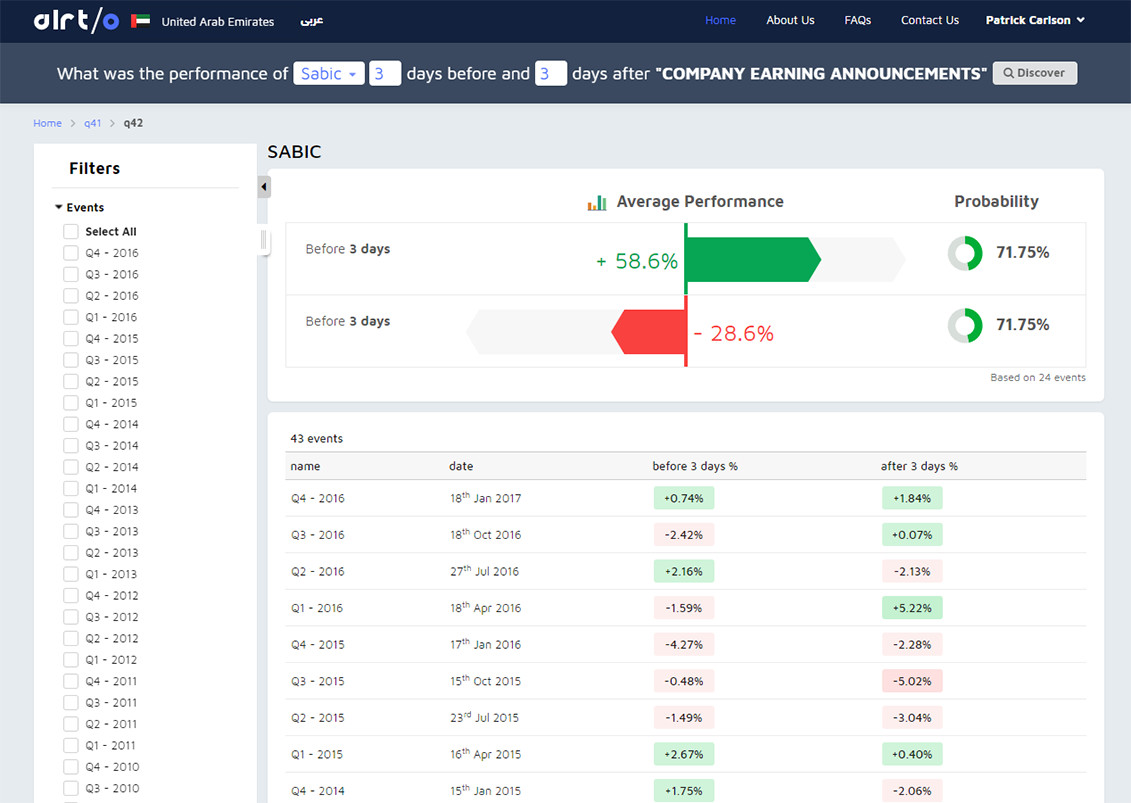 alrt/o United Arab Emirates عربى Home About Us FAQs Contact Us Patrick Carlson
What was the performance of Sabic 3 days before and 3 days after "COMPANY EARNING ANNOUNCEMENTS" Discover
Home > q41 > q42
Filters
Events
Select All
Q4 - 2016
Q3 - 2016
Q2 - 2016
Q1 - 2016
Q4 - 2015
Q3 - 2015
Q2 - 2015
Q1 - 2015
Q4 - 2014
Q3 - 2014
Q2 - 2014
Q1 - 2014
Q4 - 2013
Q3 - 2013
Q2 - 2013
Q1 - 2013
Q4 - 2012
Q3 - 2012
Q2 - 2012
Q1 - 2012
Q4 - 2011
Q3 - 2011
Q2 - 2011
Q1 - 2011
Q4 - 2010
Q3 - 2010
SABIC
Average Performance Probability
Before 3 days + 58.6% 71.75%
Before 3 days - 28.6% 71.75%
Based on 24 events
43 events
name date before 3 days % after 3 days %
Q4 - 2016 18th Jan 2017 +0.74% +1.84%
Q3 - 2016 18th Oct 2016 -2.42% +0.07%
Q2 - 2016 27th Jul 2016 +2.16% -2.13%
Q1 - 2016 18th Apr 2016 -1.59% +5.22%
Q4 - 2015 17th Jan 2016 -4.27% -2.28%
Q3 - 2015 15th Oct 2015 -0.48% -5.02%
Q2 - 2015 23rd Jul 2015 -1.49% -3.04%
Q1 - 2015 16th Apr 2015 +2.67% +0.40%
Q4 - 2014 15th Jan 2015 +1.75% -2.06%